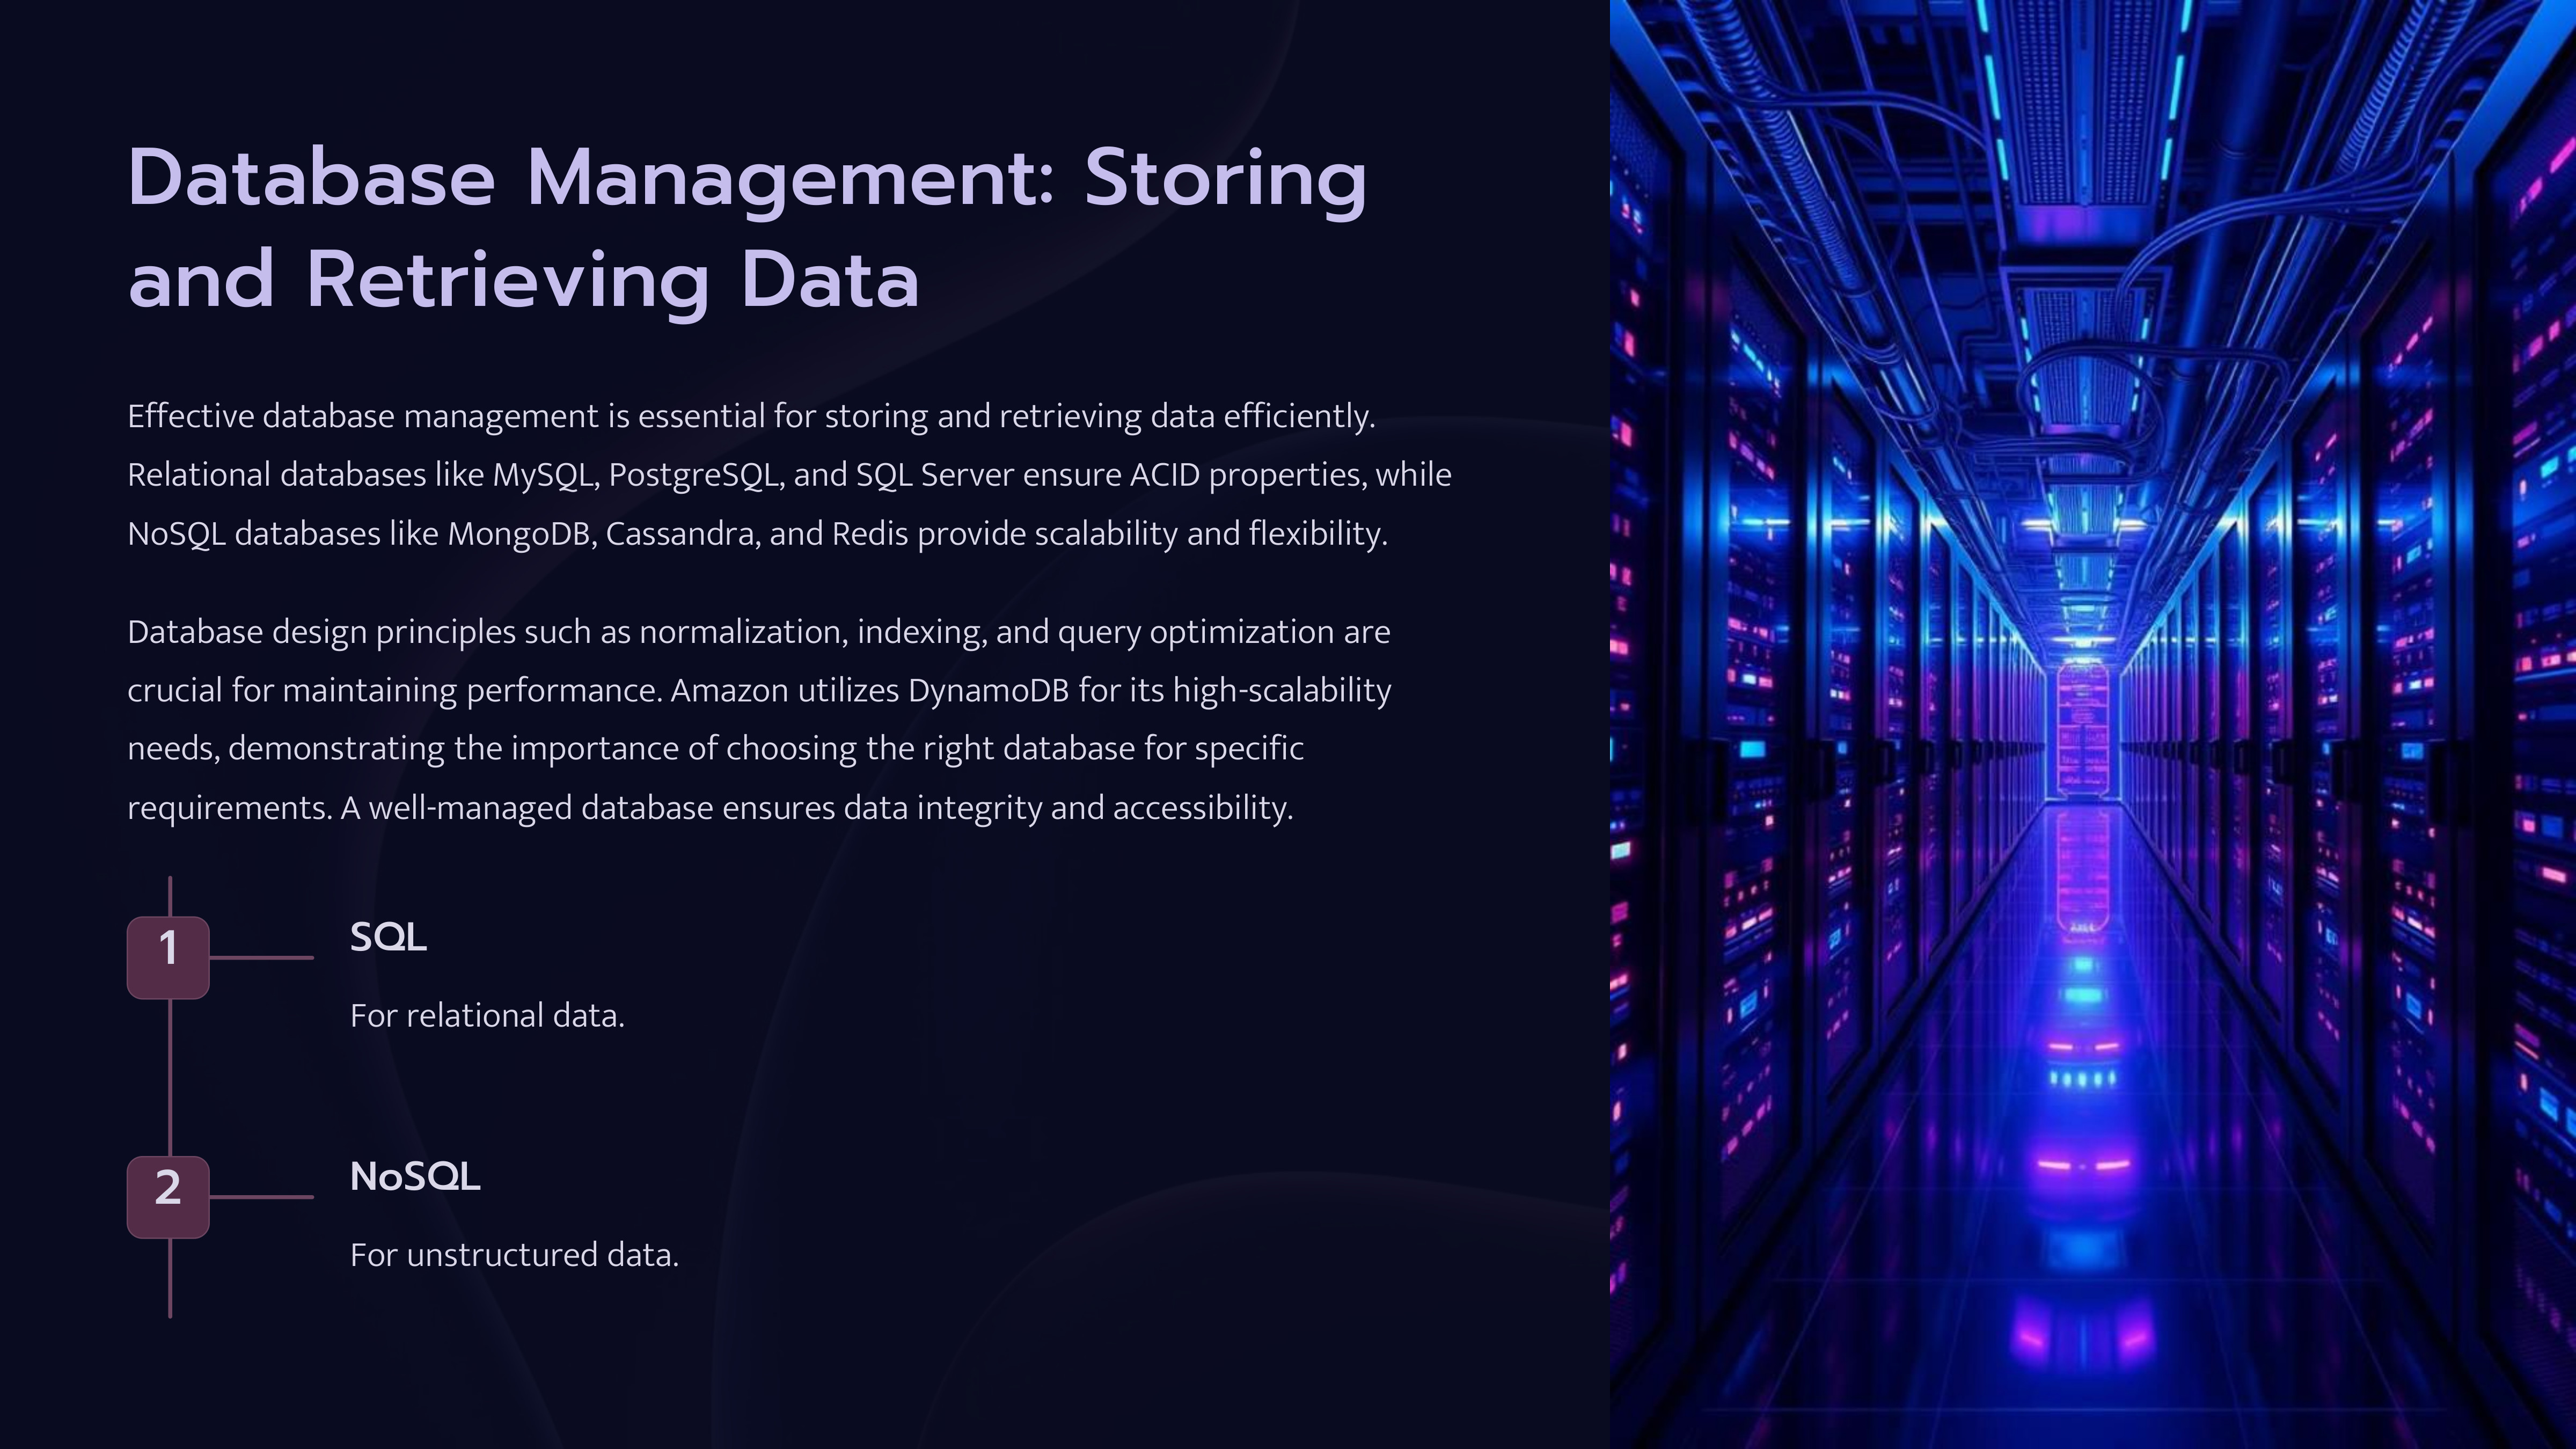 Database Management: Storing
and Retrieving Data
Effective database management is essential for storing and retrieving data efficiently.
Relational databases like MySQL, PostgreSQL, and SQL Server ensure ACID properties, while
NoSQL databases like MongoDB, Cassandra, and Redis provide scalability and flexibility.
Database design principles such as normalization, indexing, and query optimization are
crucial for maintaining performance. Amazon utilizes DynamoDB for its high-scalability
needs, demonstrating the importance of choosing the right database for specific
requirements. A well-managed database ensures data integrity and accessibility.
1
SQL
For relational data.
2
NoSQL
For unstructured data.